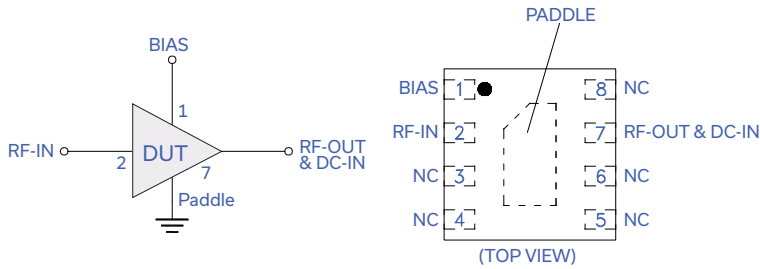 BIAS
1
RF-IN
2
DUT
7
RF-OUT
& DC-IN
Paddle
PADDLE
BIAS 1
8 NC
RF-IN 2
7 RF-OUT & DC-IN
NC 3
6 NC
NC 4
5 NC
(TOP VIEW)